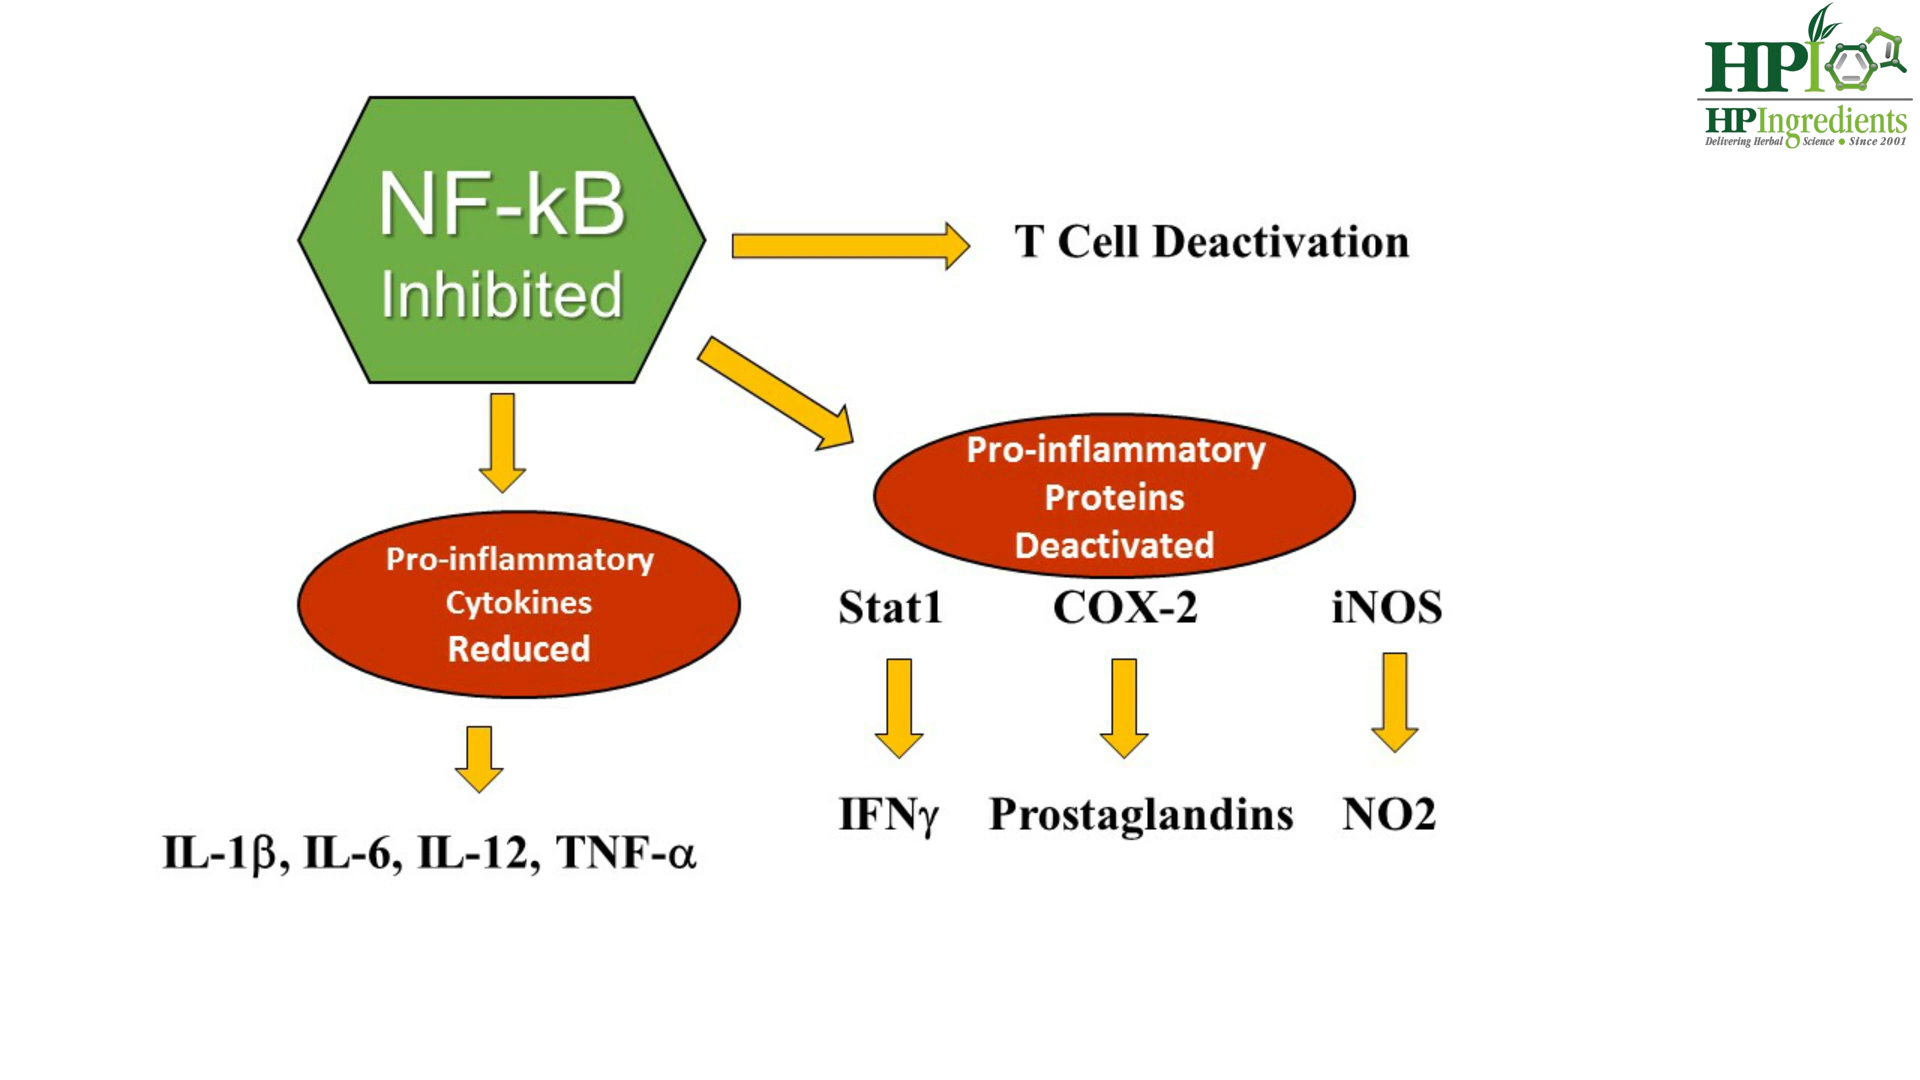 HPI
HPIngredients
Delivering Herbal Science • Since 2001
NF-kB
Inhibited
T Cell Deactivation
Pro-inflammatory
Proteins
Deactivated
Pro-inflammatory
Cytokines
Reduced
Stat1 COX-2 iNOS
IFNγ Prostaglandins NO2
IL-1β, IL-6, IL-12, TNF-α